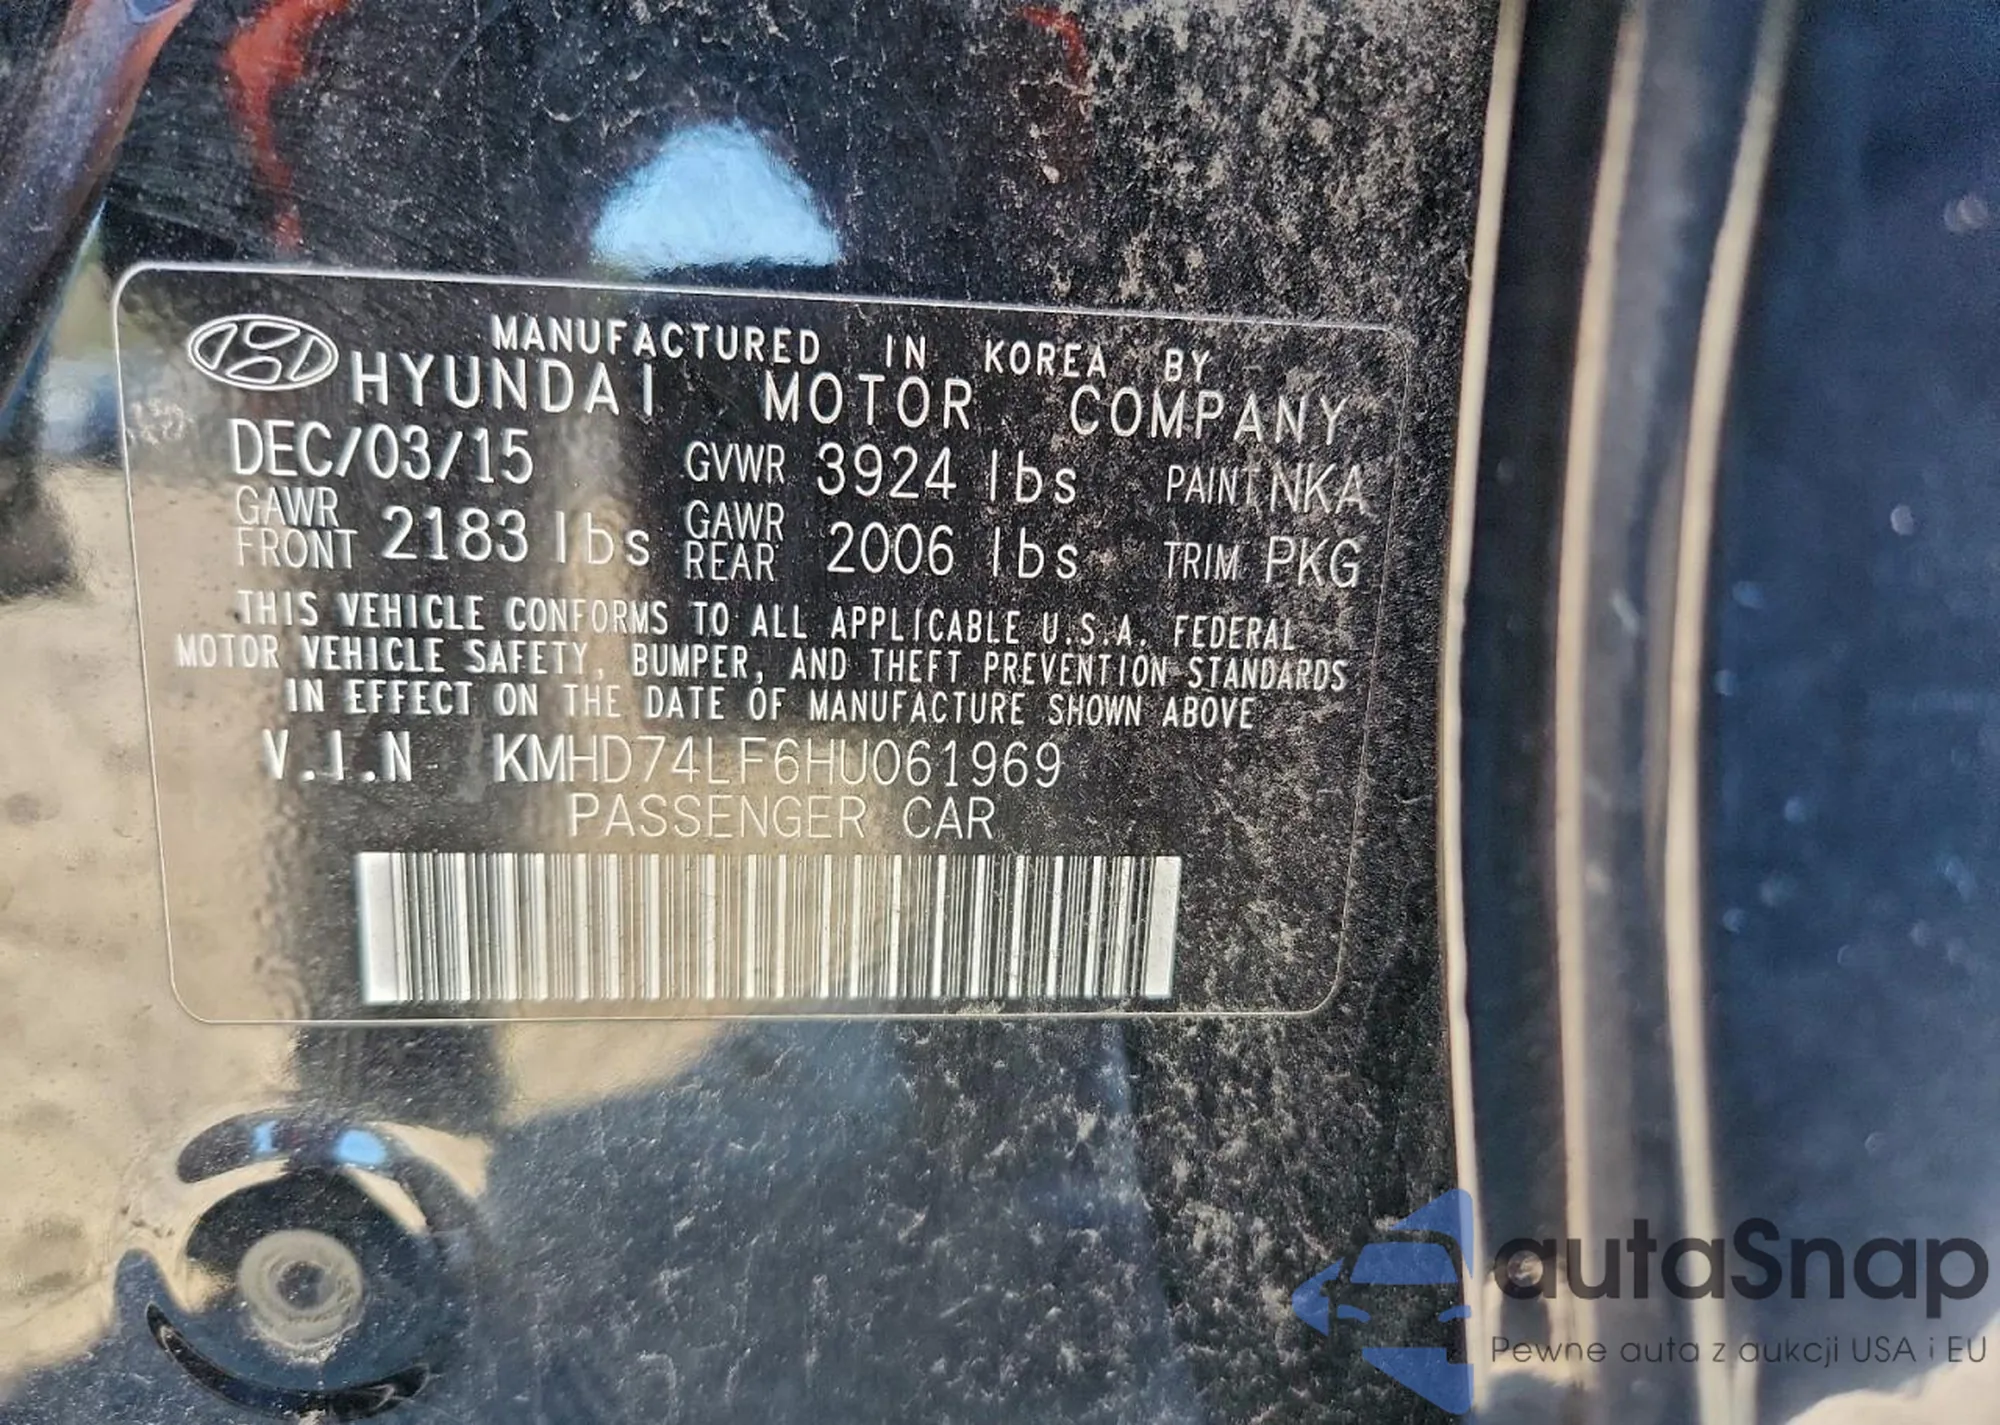 MANUFACTURED IN KOREA BY
HYUNDAI MOTOR COMPANY
DEC/03/15 GVWR 3924 lbs PAINT NKA
GAWR FRONT 2183 lbs GAWR REAR 2006 lbs TRIM PKG
THIS VEHICLE CONFORMS TO ALL APPLICABLE U.S.A. FEDERAL
MOTOR VEHICLE SAFETY, BUMPER, AND THEFT PREVENTION STANDARDS
IN EFFECT ON THE DATE OF MANUFACTURE SHOWN ABOVE
V.I.N KMHD74LF6HU061969
PASSENGER CAR
autaSnap
Pewne auta z aukcji USA i EU